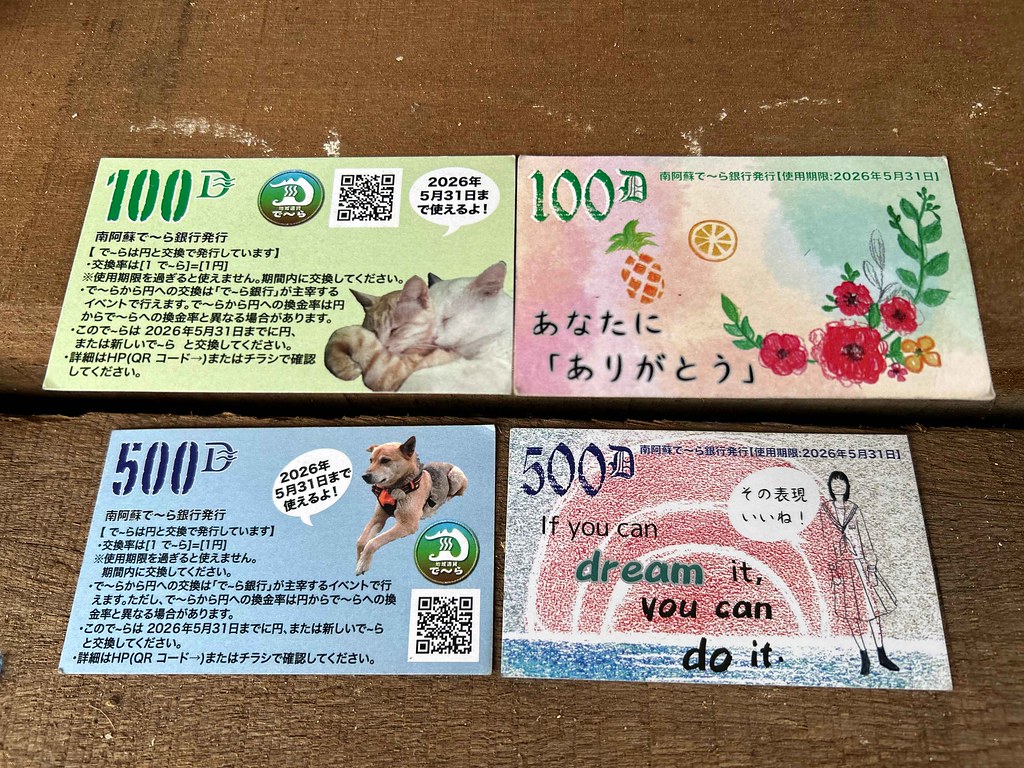 100D
地域通貨
で～ら
2026年
5月31日ま
で使えるよ！
南阿蘇で～ら銀行発行
【 で～らは円と交換で発行しています】
・交換率は[1 で～ら]=[1円]
※使用期限を過ぎると使えません。期間内に交換してください。
・で～らから円への交換は「で～ら銀行」が主宰する
イベントで行えます。で～らから円への換金率は円
からで～らへの換金率と異なる場合があります。
・こので～らは 2026年5月31日までに円、
または新しいで～ら と交換してください。
・詳細はHP(QR コード→)またはチラシで確認
してください。
100D
南阿蘇で～ら銀行発行【使用期限:2026年5月31日】
あなたに
「ありがとう」
500D
2026年
5月31日まで
使えるよ！
南阿蘇で～ら銀行発行
【 で～らは円と交換で発行しています】
・交換率は[1 で～ら]=[1円]
※使用期限を過ぎると使えません。
期間内に交換してください。
・で～らから円への交換は「で～ら銀行」が主宰するイベントで行
えます。ただし、で～らから円への換金率は円からで～らへの換
金率と異なる場合があります。
・こので～らは 2026年5月31日までに円、または新しいで～ら
と交換してください。
・詳細はHP(QRコード→)またはチラシで確認してください。
地域通貨
で～ら
500D
南阿蘇で～ら銀行発行【使用期限:2026年5月31日】
その表現
いいね！
If you can
dream it,
you can
do it.